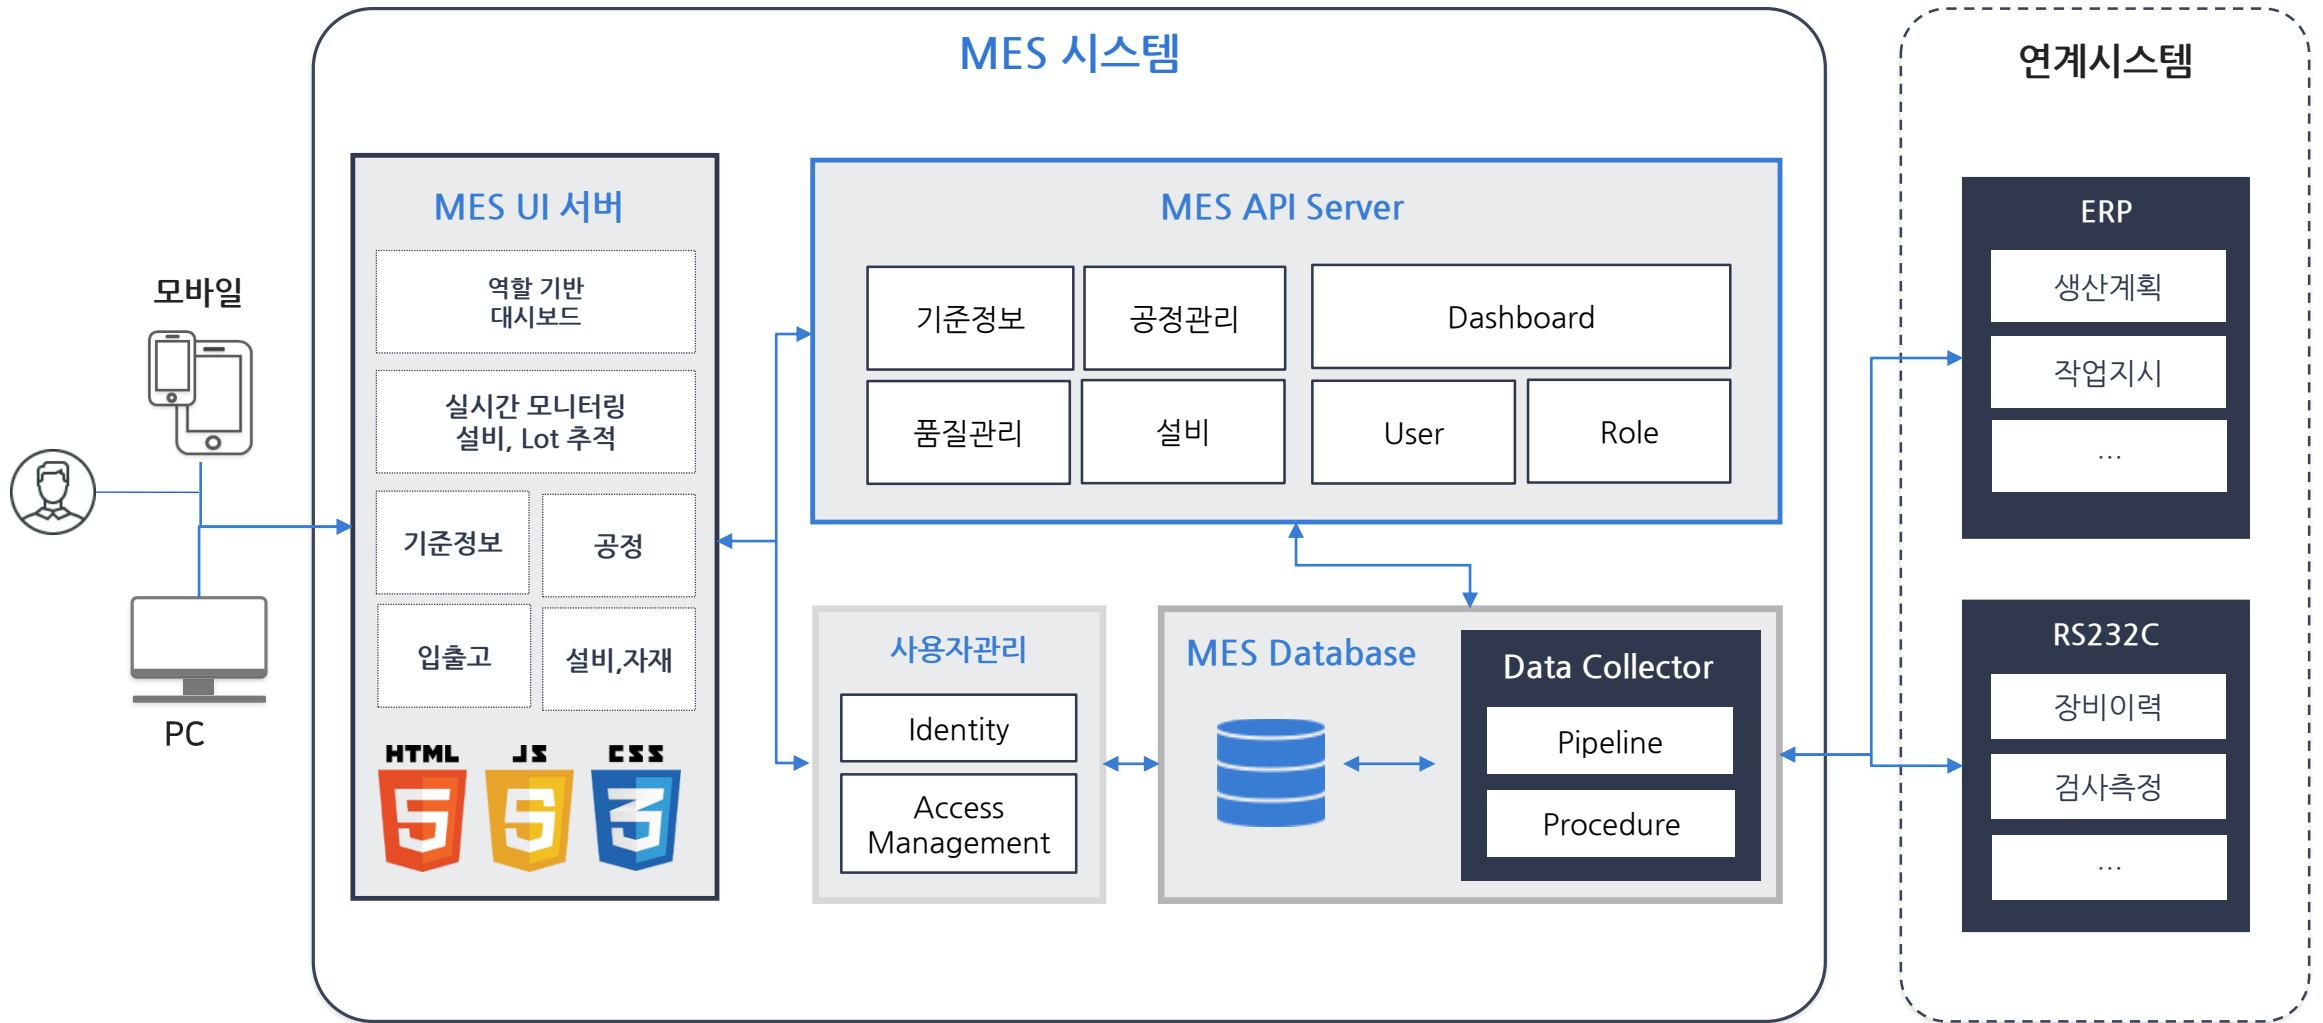 MES 시스템
연계시스템
모바일
PC
MES UI 서버
역할 기반
대시보드
실시간 모니터링
설비, Lot 추적
기준정보
공정
입출고
설비,자재
HTML
JS
CSS
5
5
3
MES API Server
기준정보
공정관리
Dashboard
품질관리
설비
User
Role
사용자관리
Identity
Access
Management
MES Database
Data Collector
Pipeline
Procedure
ERP
생산계획
작업지시
...
RS232C
장비이력
검사측정
...